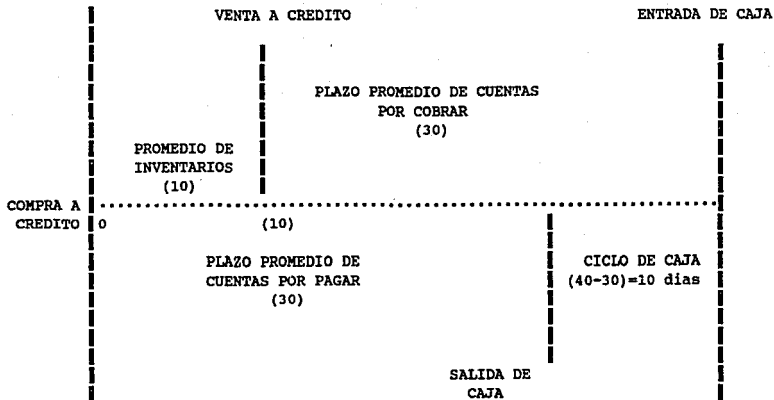 VENTA A CREDITO
ENTRADA DE CAJA
PLAZO PROMEDIO DE CUENTAS
POR COBRAR
(30)
PROMEDIO DE
INVENTARIOS
(10)
COMPRA A
CREDITO
0
(10)
PLAZO PROMEDIO DE
CUENTAS POR PAGAR
(30)
CICLO DE CAJA
(40-30)=10 dias
SALIDA DE
CAJA